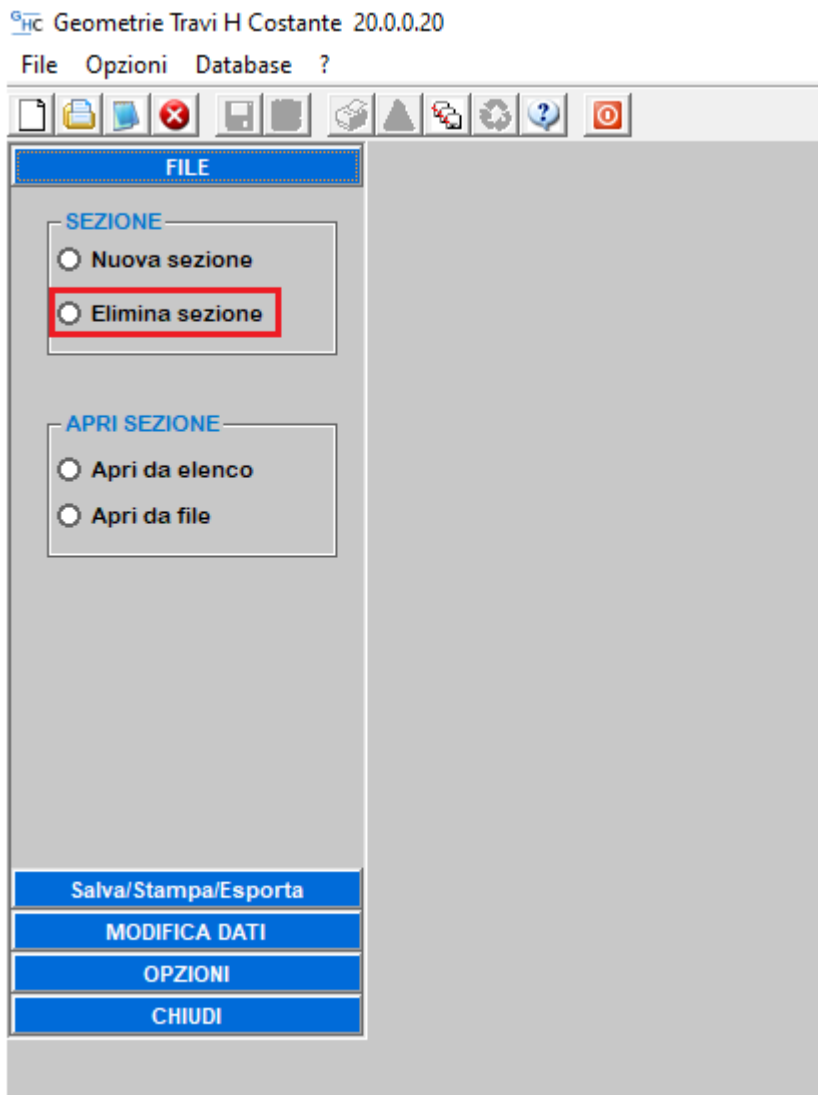 GHC Geometrie Travi H Costante 20.0.0.20
File Opzioni Database ?
FILE
SEZIONE
Nuova sezione
Elimina sezione
APRI SEZIONE
Apri da elenco
Apri da file
Salva/Stampa/Esporta
MODIFICA DATI
OPZIONI
CHIUDI